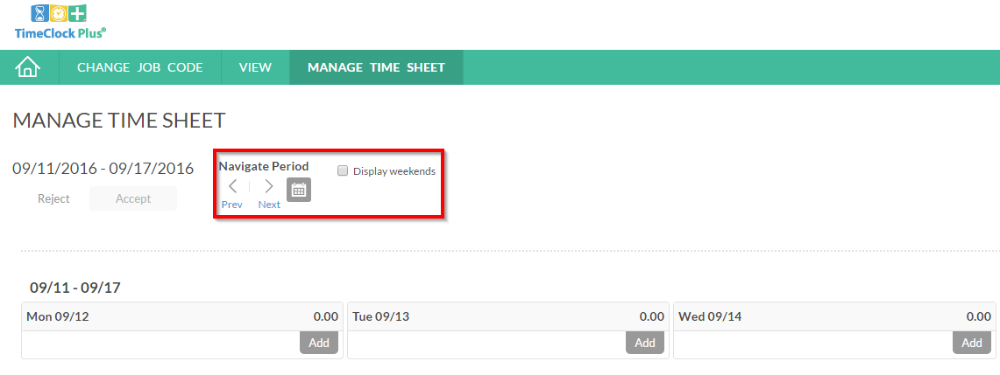 TimeClock Plus®
CHANGE JOB CODE VIEW MANAGE TIME SHEET
MANAGE TIME SHEET
09/11/2016 - 09/17/2016
Reject Accept
Navigate Period
Display weekends
Prev Next
09/11 - 09/17
Mon 09/12 0.00 Tue 09/13 0.00 Wed 09/14 0.00
Add Add Add